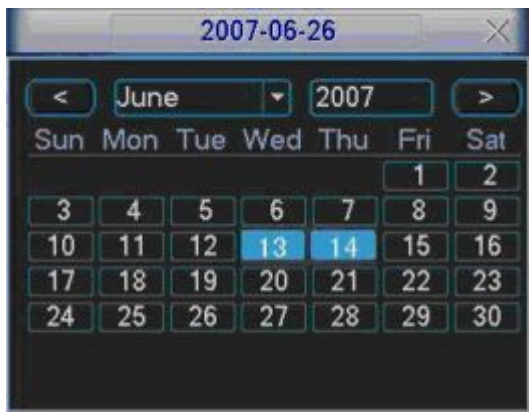 2007-06-26
< June 2007 >
Sun Mon Tue Wed Thu Fri Sat
1 2
3 4 5 6 7 8 9
10 11 12 13 14 15 16
17 18 19 20 21 22 23
24 25 26 27 28 29 30